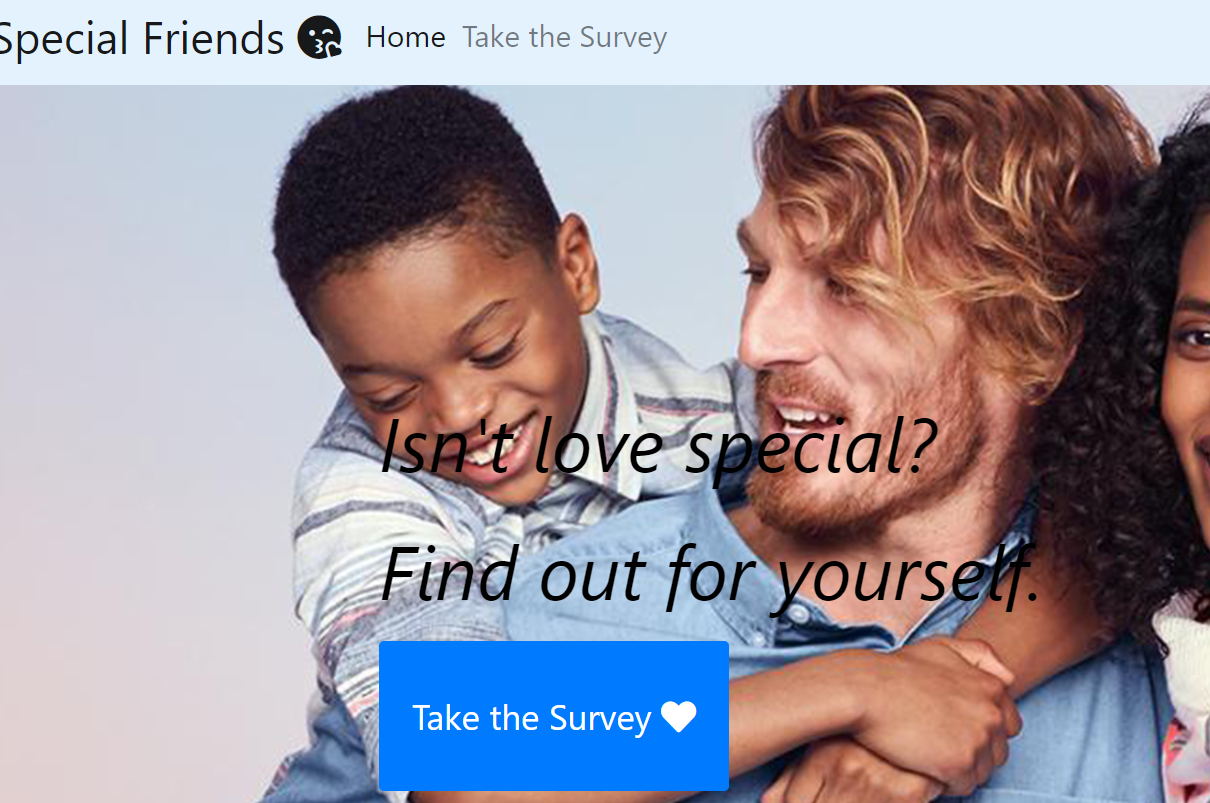 Special Friends Home Take the Survey
Isn't love special?
Find out for yourself.
Take the Survey